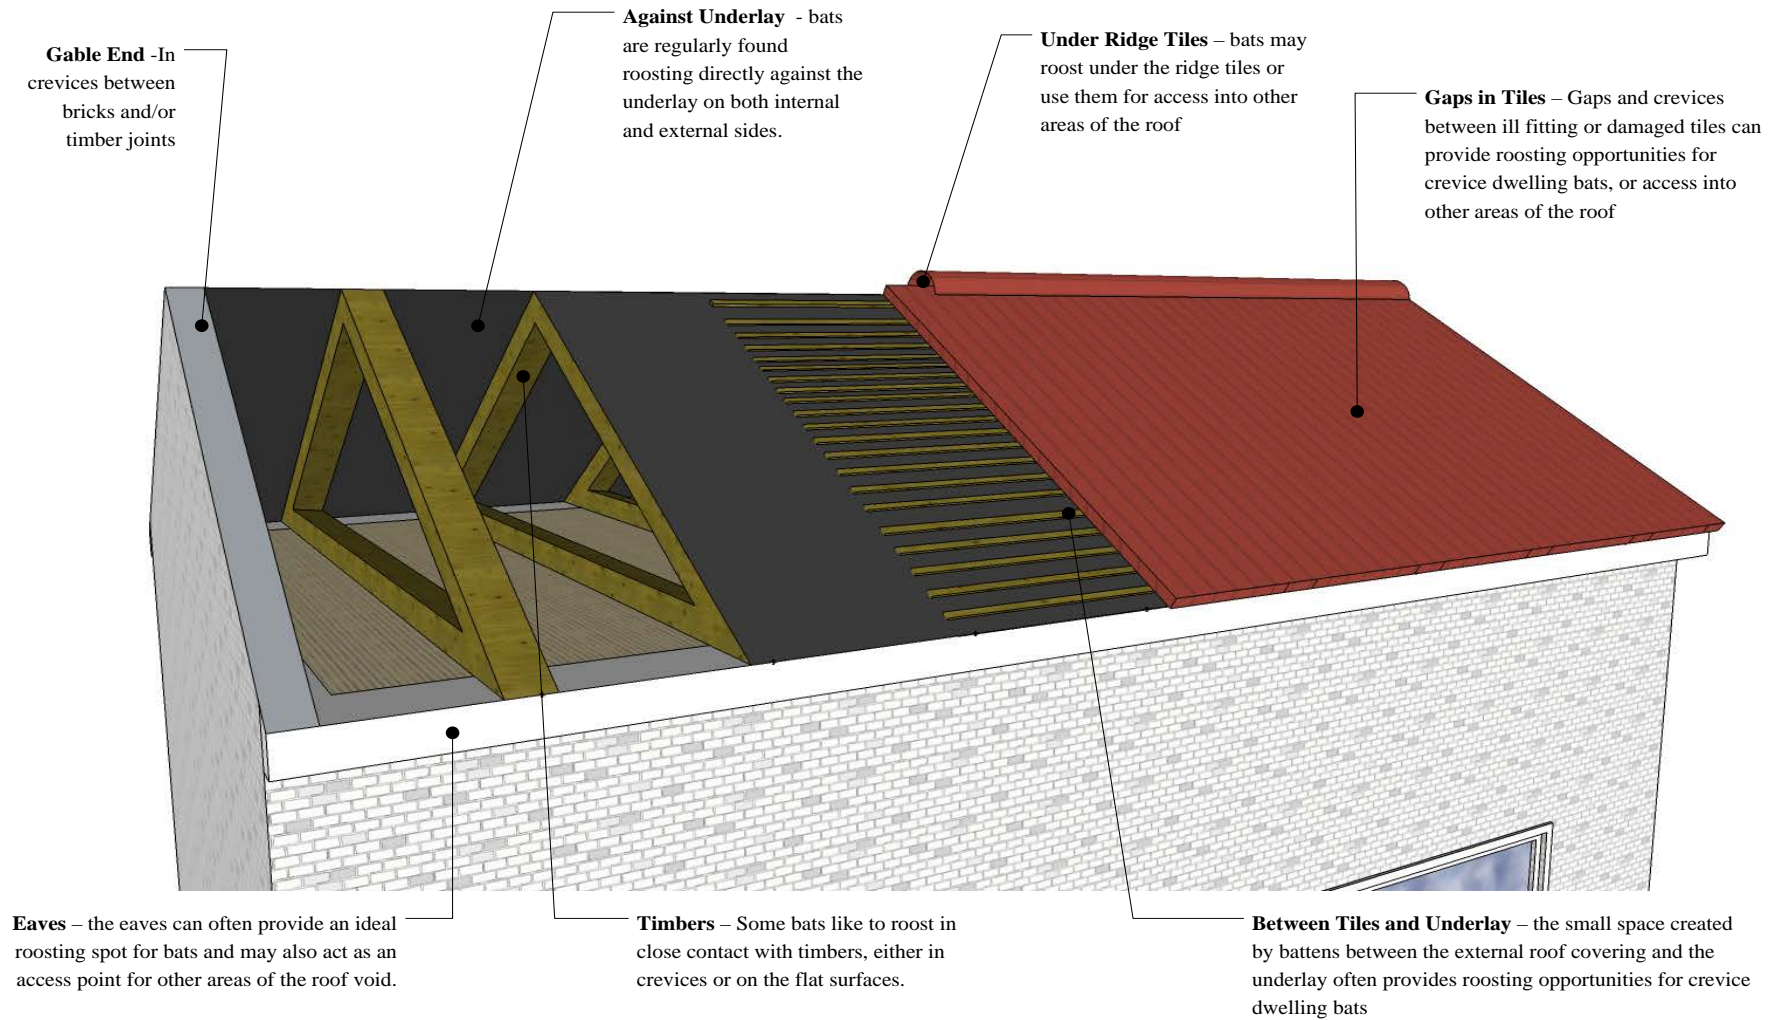 Gable End -In
crevices between
bricks and/or
timber joints
Against Underlay - bats
are regularly found
roosting directly against the
underlay on both internal
and external sides.
Under Ridge Tiles – bats may
roost under the ridge tiles or
use them for access into other
areas of the roof
Gaps in Tiles – Gaps and crevices
between ill fitting or damaged tiles can
provide roosting opportunities for
crevice dwelling bats, or access into
other areas of the roof
Eaves – the eaves can often provide an ideal
roosting spot for bats and may also act as an
access point for other areas of the roof void.
Timbers – Some bats like to roost in
close contact with timbers, either in
crevices or on the flat surfaces.
Between Tiles and Underlay – the small space created
by battens between the external roof covering and the
underlay often provides roosting opportunities for crevice
dwelling bats